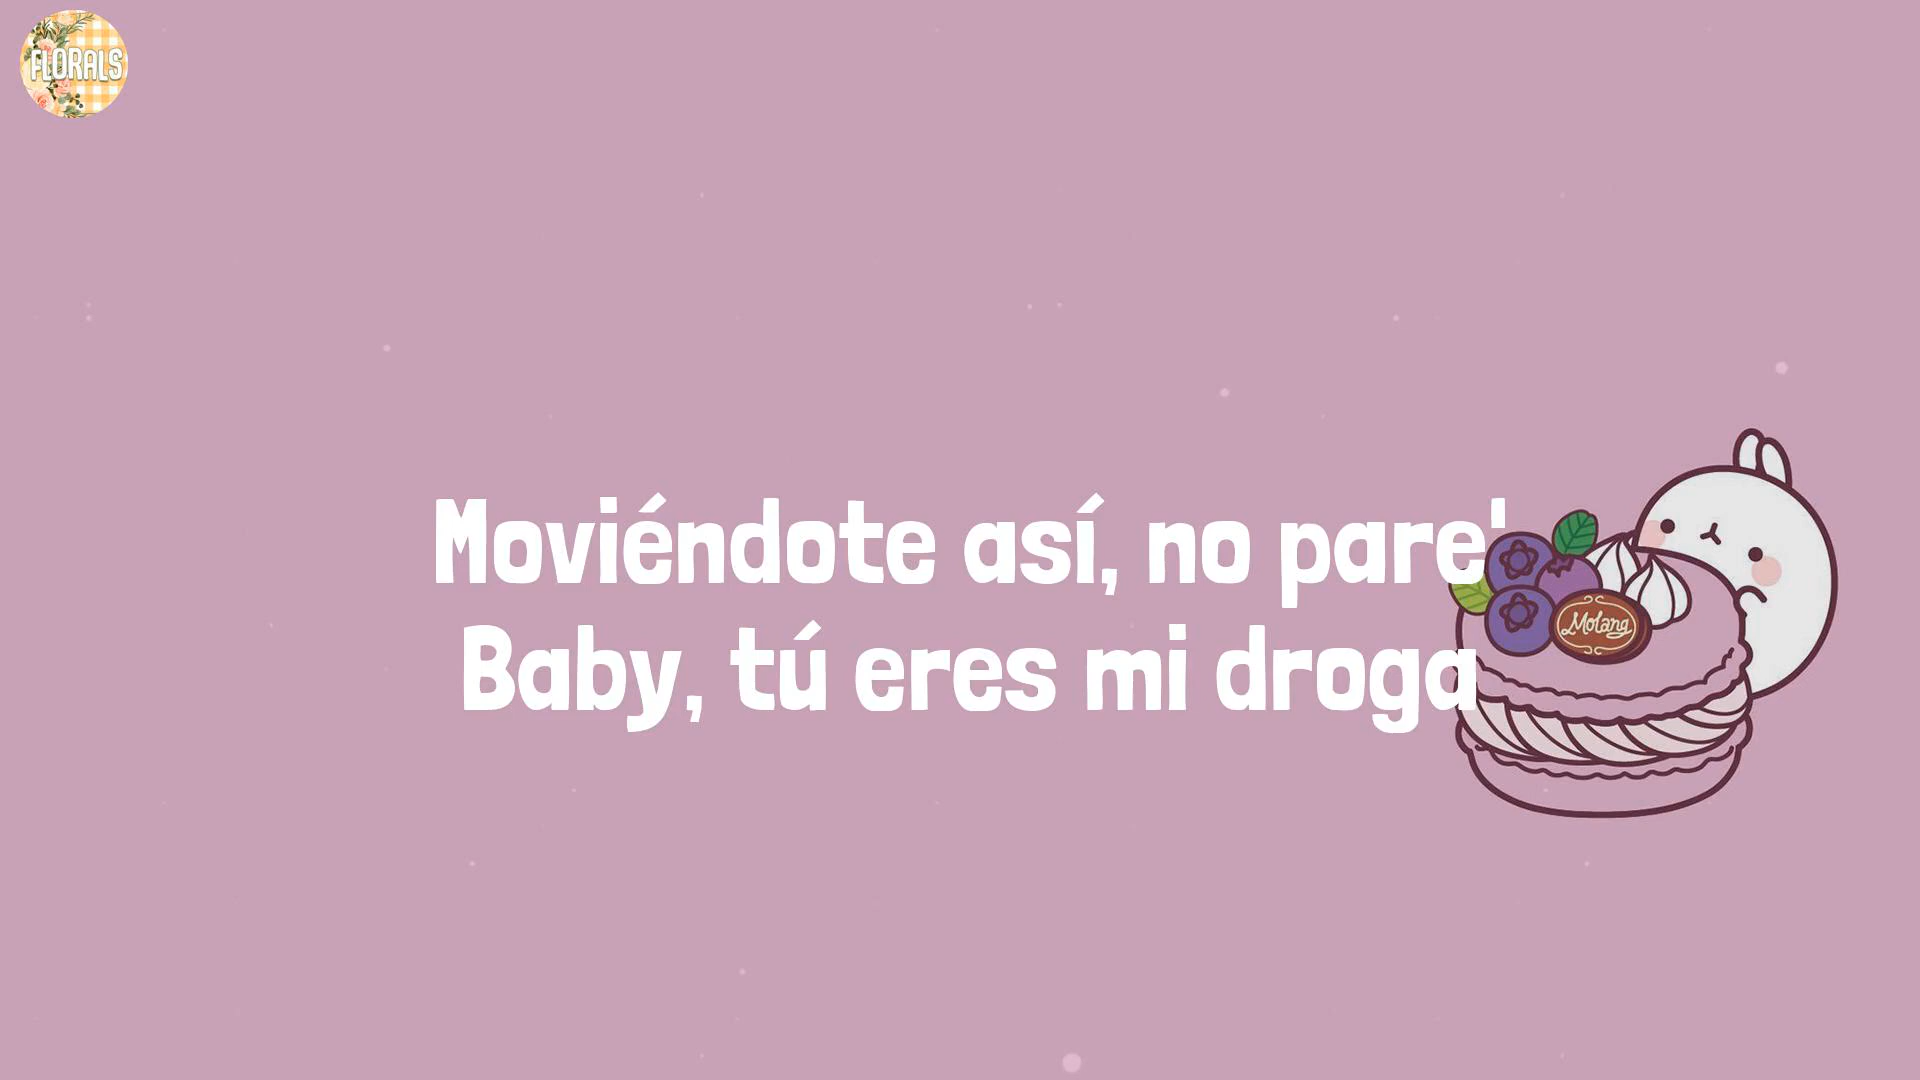 FLORALS
Moviéndote así, no pare'
Baby, tú eres mi droga
Molang